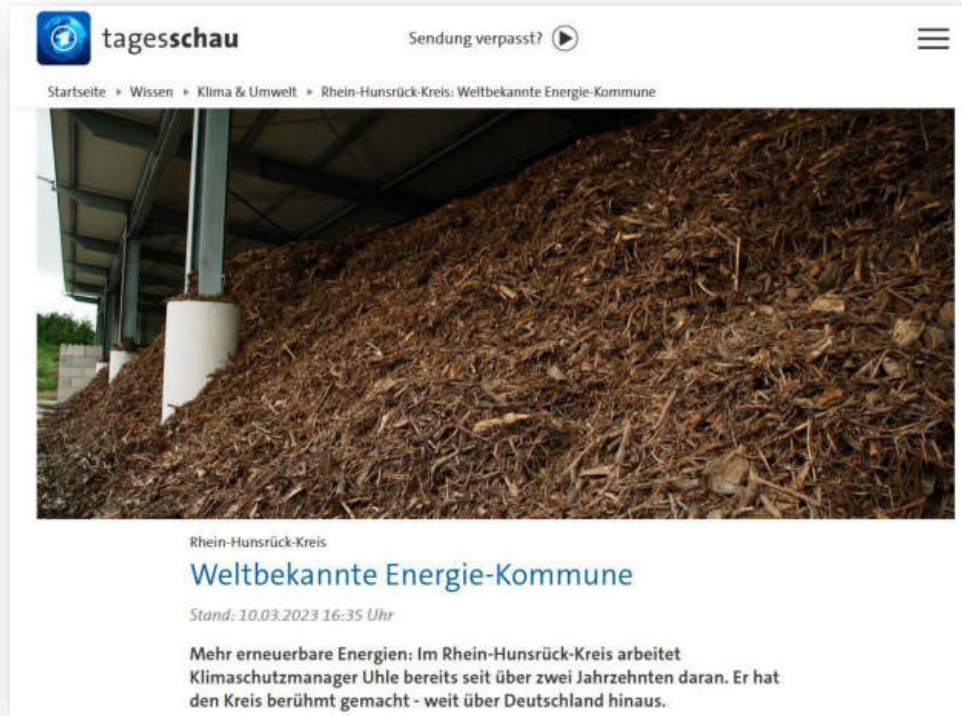 tagesschau
Sendung verpasst?
Startseite Wissen Klima & Umwelt Rhein-Hunsrück-Kreis: Weltbekannte Energie-Kommune
Rhein-Hunsrück-Kreis
Weltbekannte Energie-Kommune
Stand: 10.03.2023 16:35 Uhr
Mehr erneuerbare Energien: Im Rhein-Hunsrück-Kreis arbeitet
Klimaschutzmanager Uhle bereits seit über zwei Jahrzehnten daran. Er hat
den Kreis berühmt gemacht - weit über Deutschland hinaus.